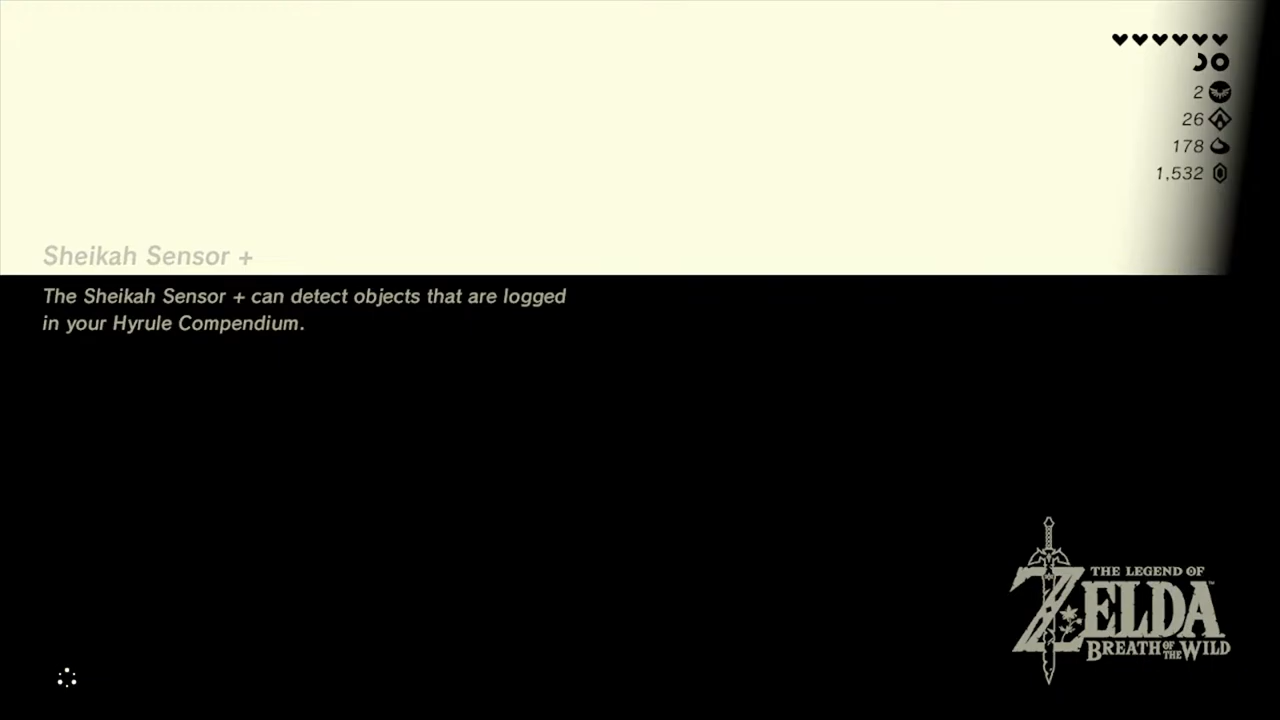 2
26
178
1,532
Sheikah Sensor +
The Sheikah Sensor + can detect objects that are logged
in your Hyrule Compendium.
THE LEGEND OF
ZELDA
BREATH OF THE WILD